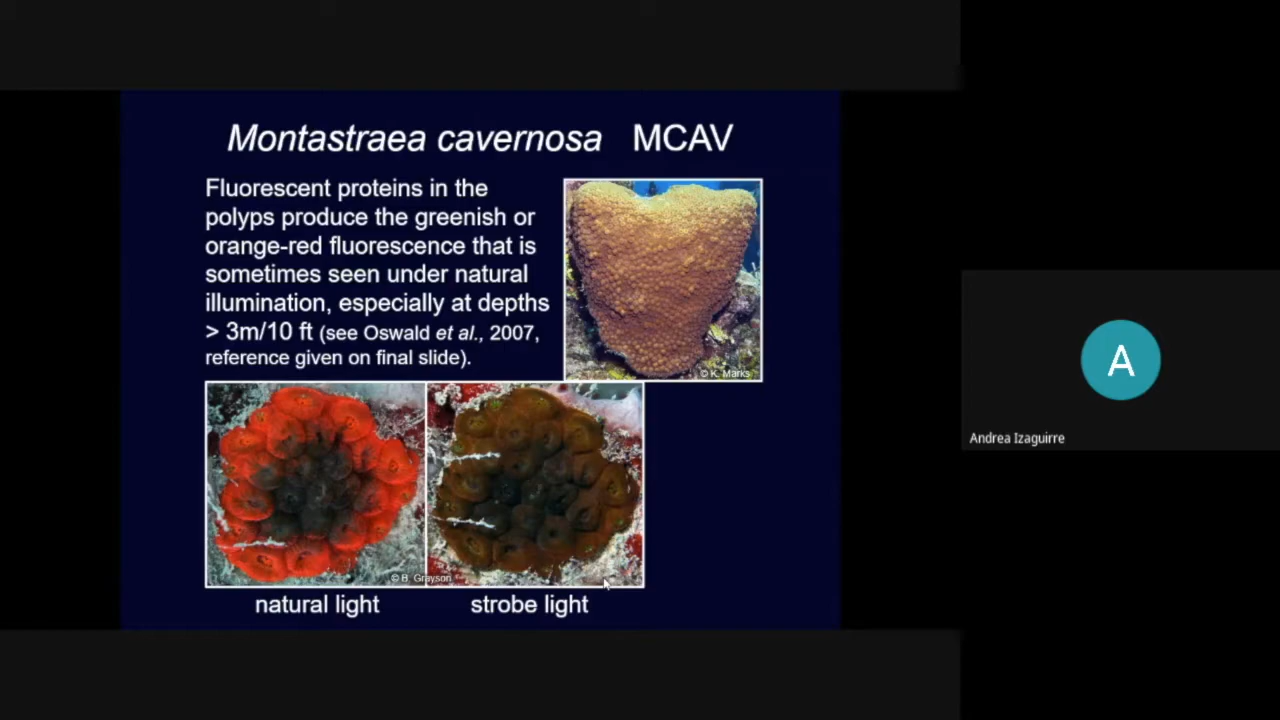 Montastraea cavernosa MCAV
Fluorescent proteins in the
polyps produce the greenish or
orange-red fluorescence that is
sometimes seen under natural
illumination, especially at depths
> 3m/10 ft (see Oswald et al., 2007,
reference given on final slide).
© K. Marks
© B. Grayson
natural light
strobe light
A
Andrea Izaguirre